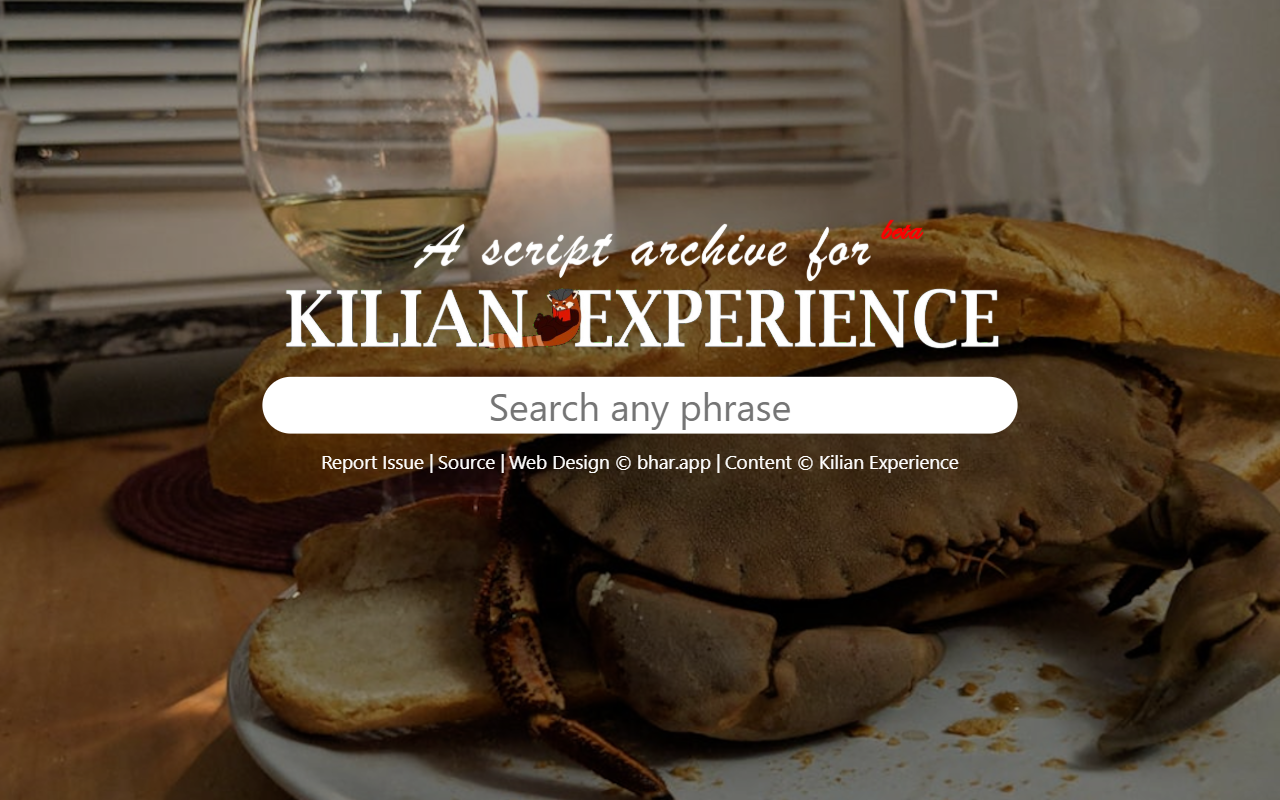 A script archive for beta
KILIAN EXPERIENCE
Search any phrase
Report Issue | Source | Web Design © bhar.app | Content © Kilian Experience